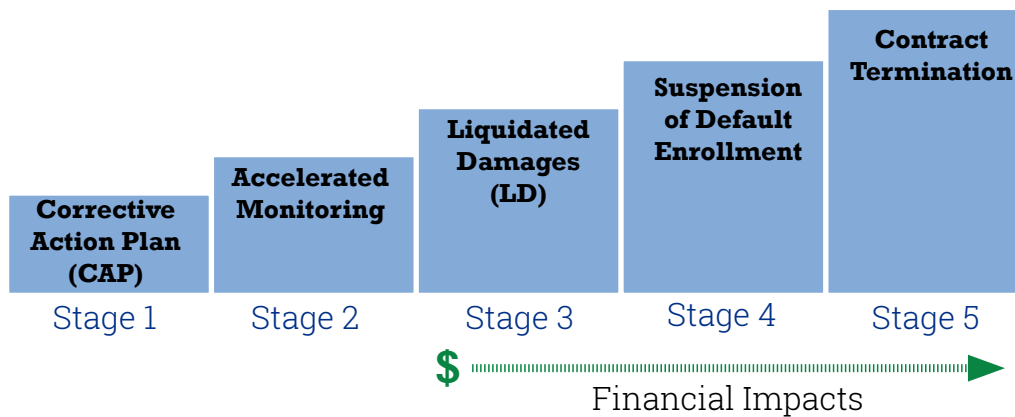 Corrective
Action Plan
(CAP)
Stage 1
Accelerated
Monitoring
Stage 2
Liquidated
Damages
(LD)
Stage 3
Suspension
of Default
Enrollment
Stage 4
Contract
Termination
Stage 5
$
Financial Impacts